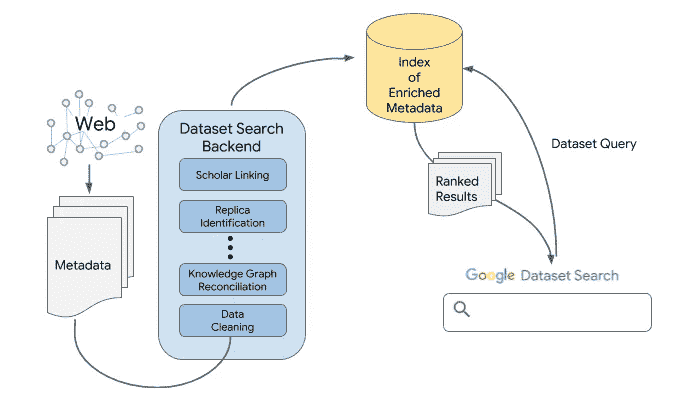 Web
Metadata
Dataset Search
Backend
Scholar Linking
Replica
Identification
Knowledge Graph
Reconciliation
Data
Cleaning
Index
of
Enriched
Metadata
Ranked
Results
Dataset Query
Google Dataset Search